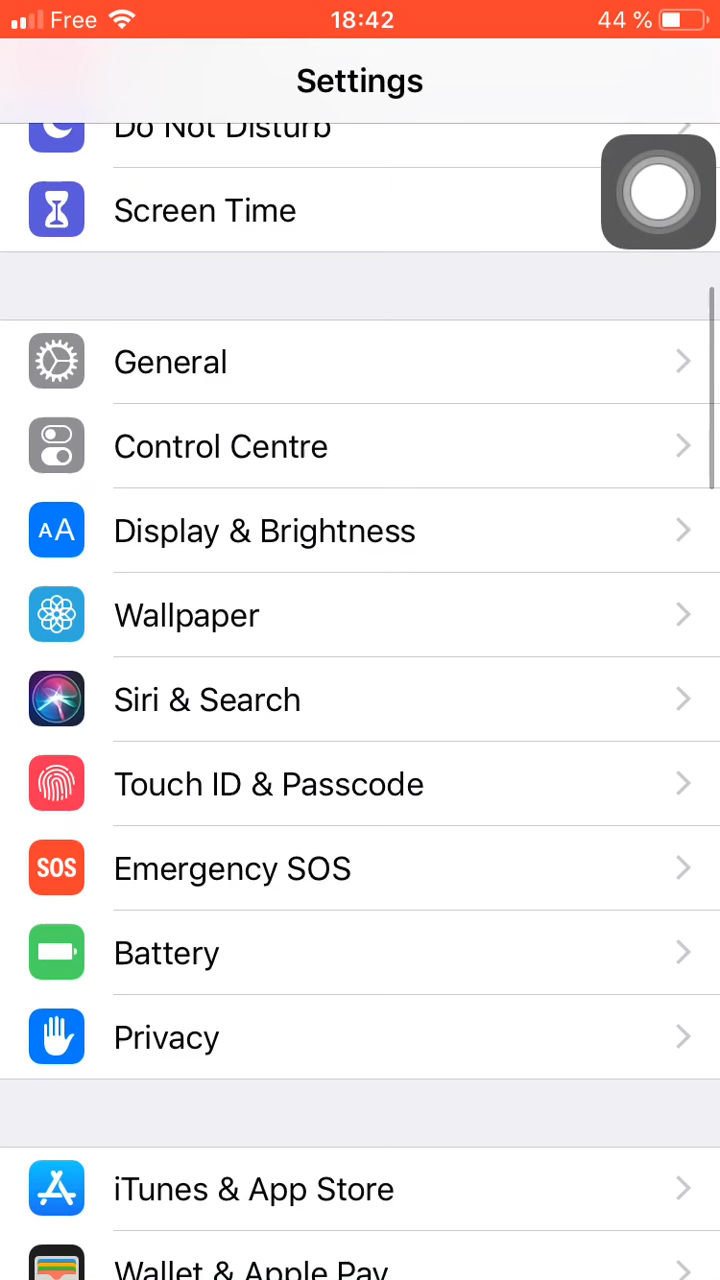 Free 18:42 44 %
Settings
Do Not Disturb
Screen Time
General
Control Centre
AA Display & Brightness
Wallpaper
Siri & Search
Touch ID & Passcode
SOS Emergency SOS
Battery
Privacy
iTunes & App Store
Wallet & Apple Pay